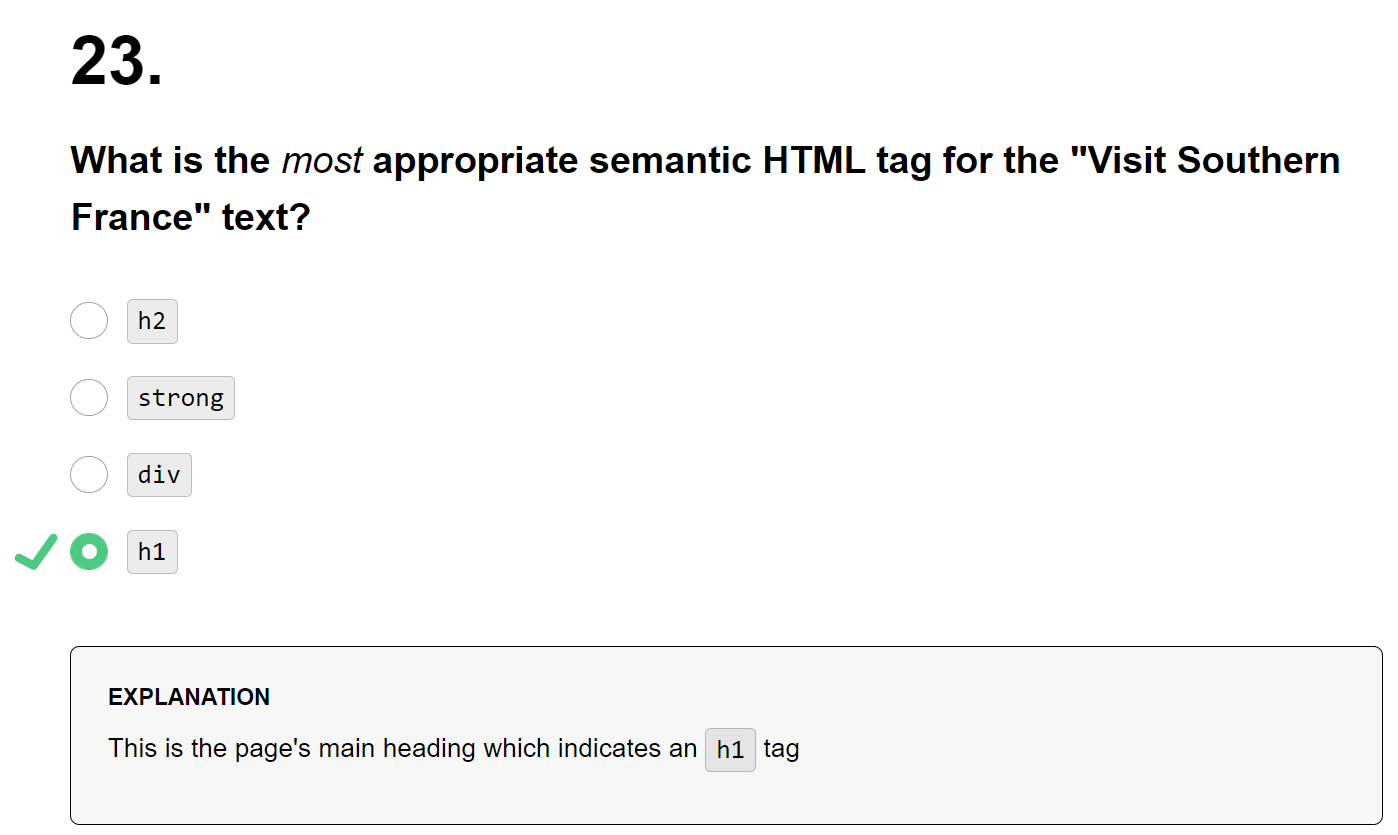 23.
What is the most appropriate semantic HTML tag for the "Visit Southern
France" text?
h2
strong
div
h1
EXPLANATION
This is the page's main heading which indicates an h1 tag